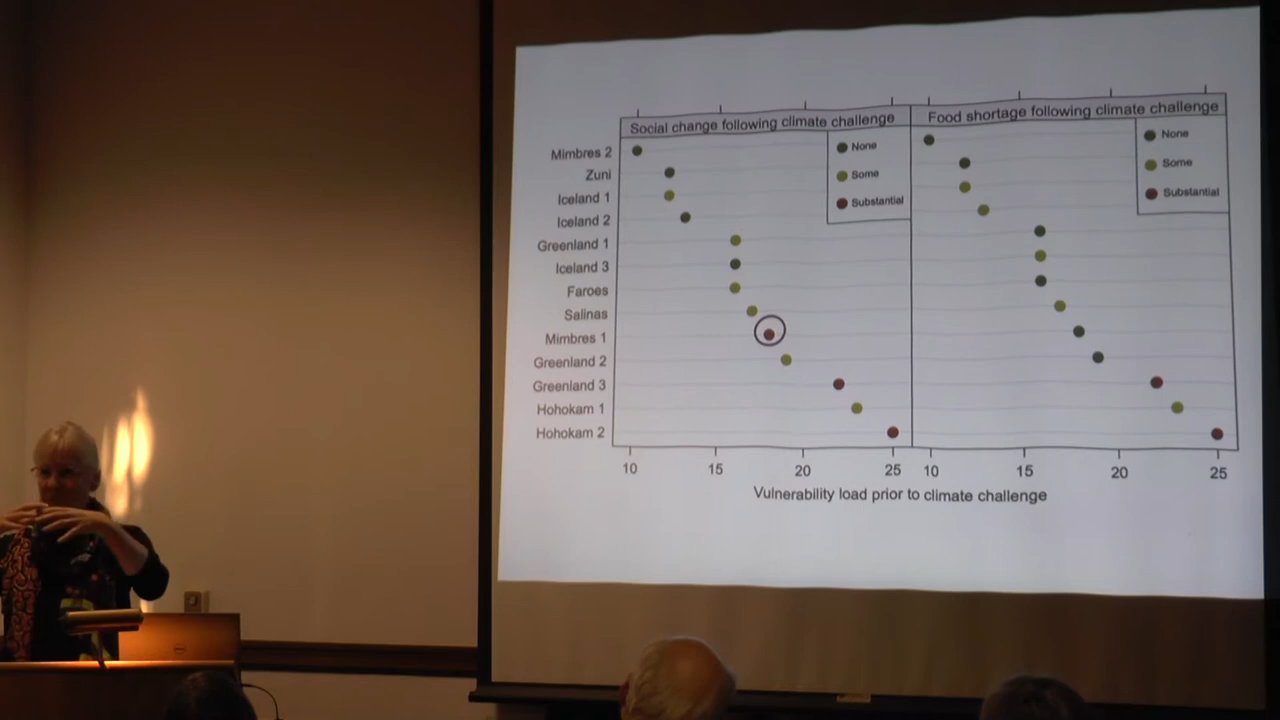 Social change following climate challenge
Food shortage following climate challenge
None
Some
Substantial
None
Some
Substantial
Mimbres 2
Zuni
Iceland 1
Iceland 2
Greenland 1
Iceland 3
Faroes
Salinas
Mimbres 1
Greenland 2
Greenland 3
Hohokam 1
Hohokam 2
10 15 20 25 10 15 20 25
Vulnerability load prior to climate challenge